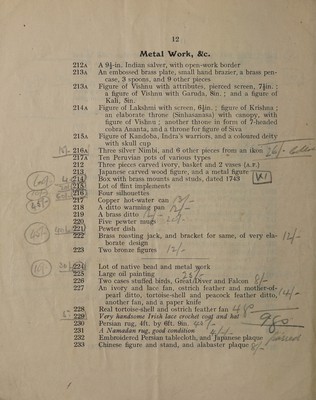 12
Metal Work, &c.
212A A 9½-in. Indian salver, with open-work border
213A An embossed brass plate, small hand brazier, a brass pen-
case, 3 spoons, and 9 other pieces
213A Figure of Vishnu with attributes, pierced screen, 7½in.;
a figure of Vishnu with Garuda, 8in.; and a figure of
Kali, 8in.
214A Figure of Lakshmi with screen, 6½in.; figure of Krishna;
an elaborate throne (Sinhasamana) with canopy, with
figure of Vishnu; another throne in form of 7-headed
cobra Ananta, and a throne for figure of Siva
215A Figure of Kandoba, Indra's warriors, and a coloured deity
with skull cup
216A Three silver Nimbi, and 6 other pieces from an ikon
217A Ten Peruvian pots of various types
212 Three pieces carved ivory, basket and 2 vases (a.f.)
213 Japanese carved wood figure, and a metal figure
214 Box with brass mounts and studs, dated 1743
215 Lot of flint implements
216 Four silhouettes
217 Copper hot-water can 12/-
218 A ditto warming pan
219 A brass ditto
220 Five pewter mugs
221 Pewter dish
222 Brass roasting jack, and bracket for same, of very ela-
borate design
223 Two bronze figures 12/-
224 Lot of native bead and metal work
225 Large oil painting
226 Two cases stuffed birds, Great Diver and Falcon
227 An ivory and lace fan, ostrich feather and mother-of-
pearl ditto, tortoise-shell and peacock feather ditto, 14/-
another fan, and a paper knife
228 Real tortoise-shell and ostrich feather fan
229 Very handsome Irish lace crochet coat and hat
230 Persian rug, 4ft. by 6ft. 9in.
231 A Namadan rug, good condition
232 Embroidered Persian tablecloth, and Japanese plaque passed
233 Chinese figure and stand, and alabaster plaque